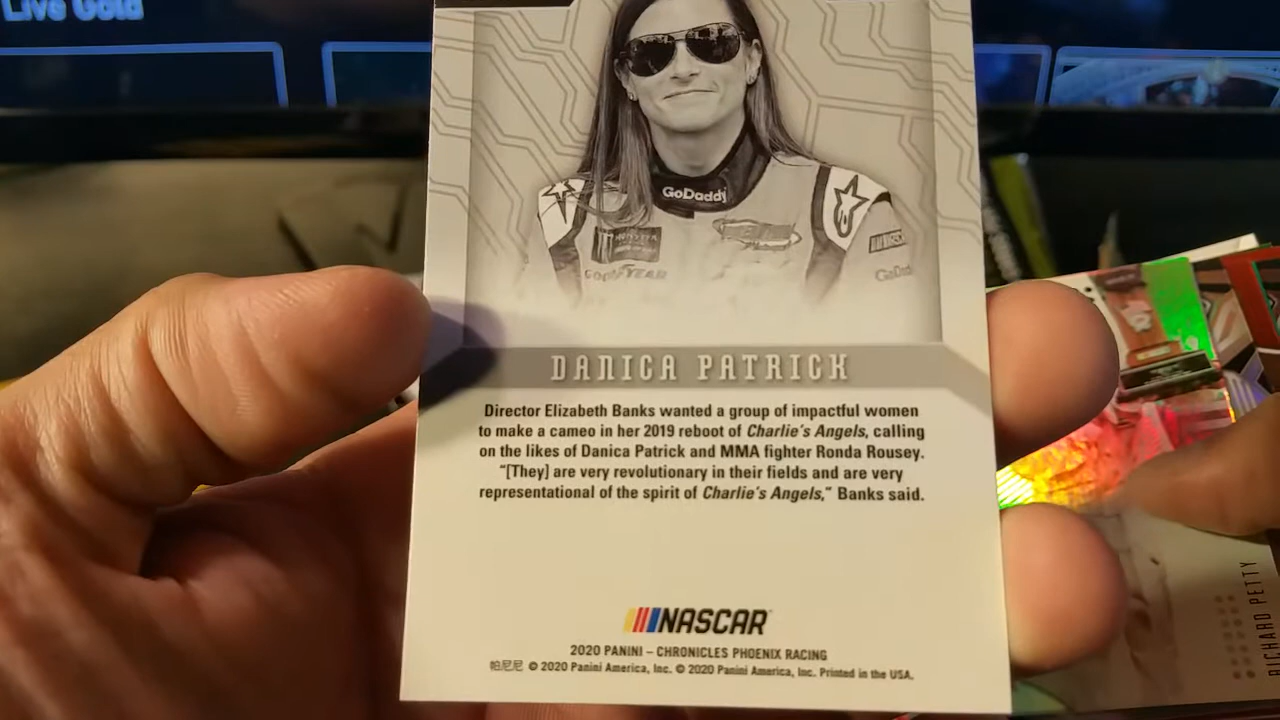 Live Gold
GoDaddy
GOODYEAR
DANICA PATRICK
Director Elizabeth Banks wanted a group of impactful women
to make a cameo in her 2019 reboot of Charlie's Angels, calling
on the likes of Danica Patrick and MMA fighter Ronda Rousey.
"[They] are very revolutionary in their fields and are very
representational of the spirit of Charlie's Angels," Banks said.
NASCAR
2020 PANINI – CHRONICLES PHOENIX RACING
帕尼尼 © 2020 Panini America, Inc. © 2020 Panini America, Inc. Printed in the USA.
RICHARD PETTY